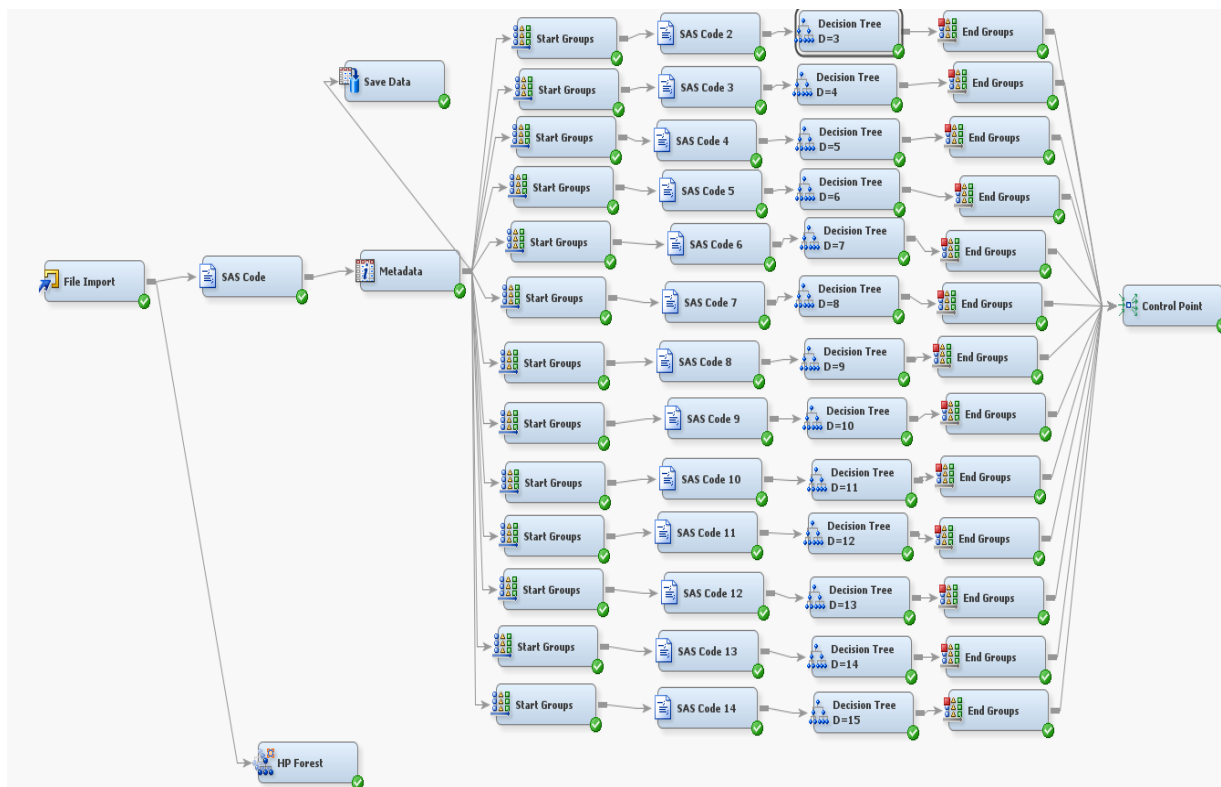 Start Groups
SAS Code 2
Decision Tree
D=3
End Groups
Save Data
Start Groups
SAS Code 3
Decision Tree
D=4
End Groups
Start Groups
SAS Code 4
Decision Tree
D=5
End Groups
Start Groups
SAS Code 5
Decision Tree
D=6
End Groups
Start Groups
SAS Code 6
Decision Tree
D=7
End Groups
File Import
SAS Code
Metadata
Start Groups
SAS Code 7
Decision Tree
D=8
End Groups
Control Point
Start Groups
SAS Code 8
Decision Tree
D=9
End Groups
Start Groups
SAS Code 9
Decision Tree
D=10
End Groups
Start Groups
SAS Code 10
Decision Tree
D=11
End Groups
Start Groups
SAS Code 11
Decision Tree
D=12
End Groups
Start Groups
SAS Code 12
Decision Tree
D=13
End Groups
Start Groups
SAS Code 13
Decision Tree
D=14
End Groups
Start Groups
SAS Code 14
Decision Tree
D=15
End Groups
HP Forest